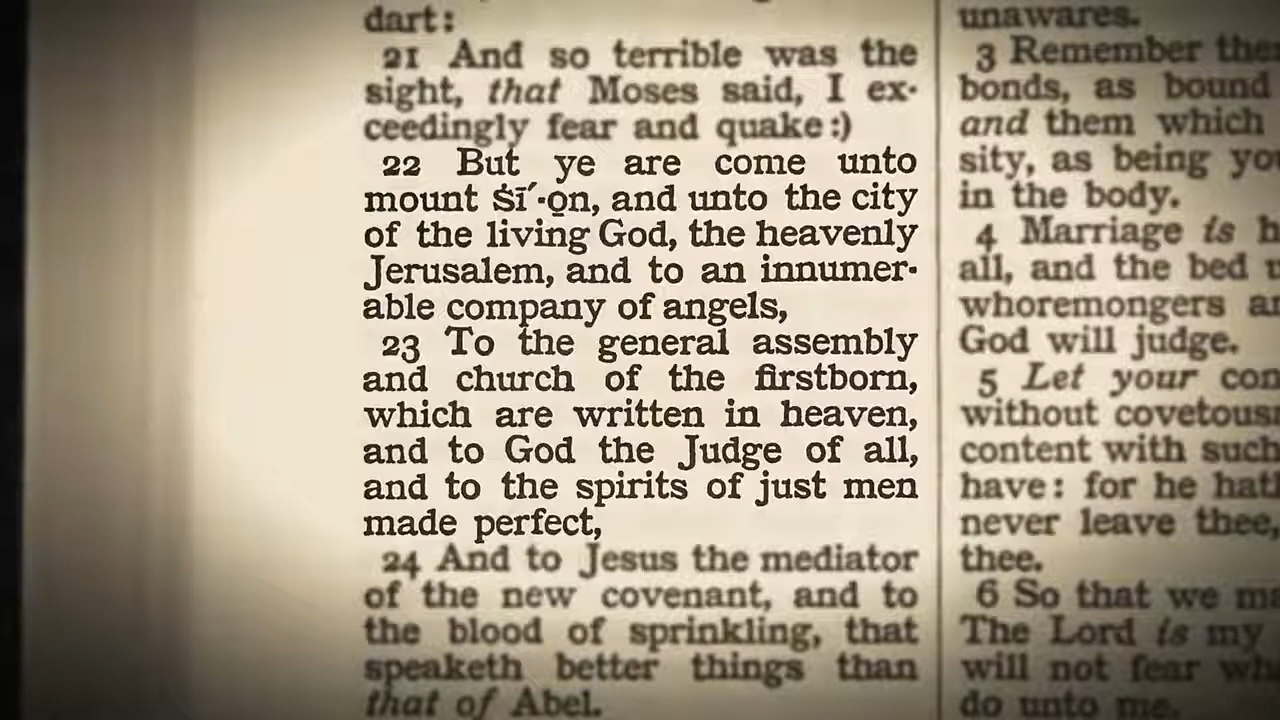 dart:
21 And so terrible was the
sight, that Moses said, I ex-
ceedingly fear and quake:)
22 But ye are come unto
mount Ṡī´-o̱n, and unto the city
of the living God, the heavenly
Jerusalem, and to an innumer-
able company of angels,
23 To the general assembly
and church of the firstborn,
which are written in heaven,
and to God the Judge of all,
and to the spirits of just men
made perfect,
24 And to Jesus the mediator
of the new covenant, and to
the blood of sprinkling, that
speaketh better things than
that of Abel.
unawares.
3 Remember
bonds, as bound
and them which
sity, as being
in the body.
4 Marriage is
all, and the bed
whoremongers
God will judge.
5 Let your
without
content with such
have: for he
never leave thee,
thee.
6 So that we
The Lord is my
will not fear
do unto me.